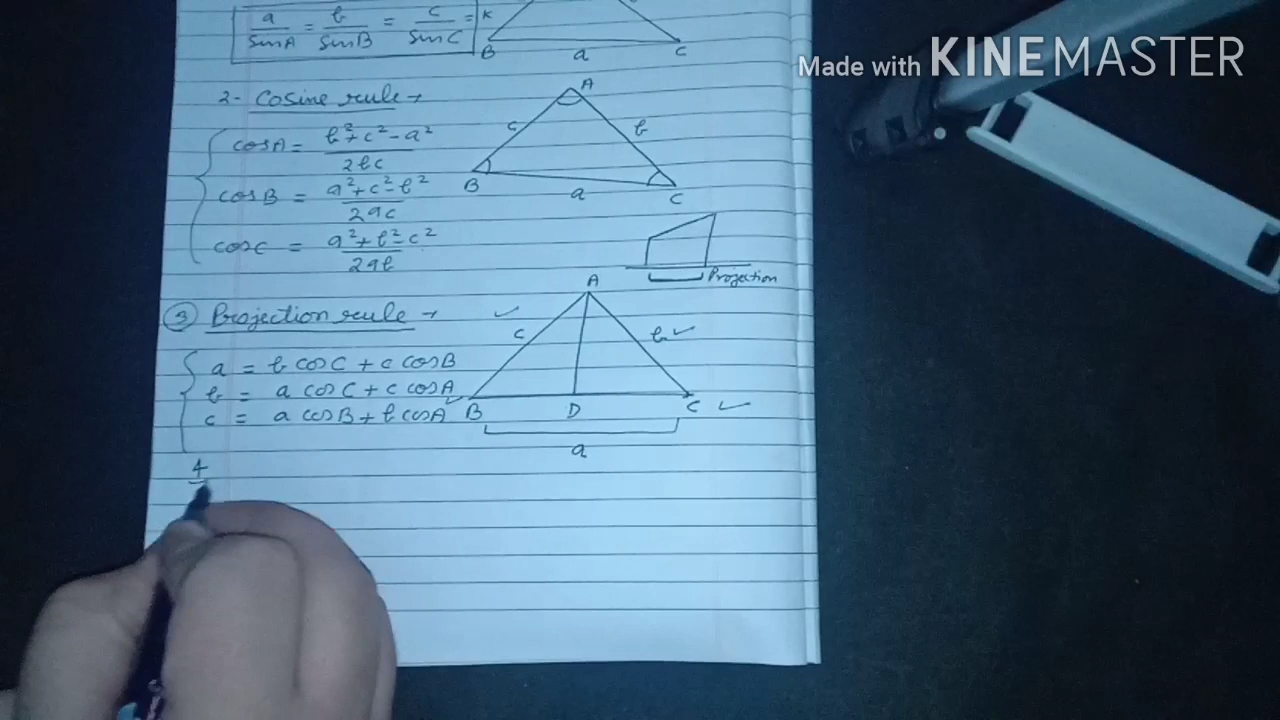 a/sinA = b/sinB = c/sinC = K
B a C
2- Cosine rule →
cosA = b²+c²-a² / 2bc
cosB = a²+c²-b² / 2ac
cosC = a²+b²-c² / 2ab
A
c b
B a C
Projection
3 Projection rule →
a = b cosC + c cosB
b = a cosC + c cosA
c = a cosB + b cosA
A
c b
B D C
a
4
Made with KINEMASTER